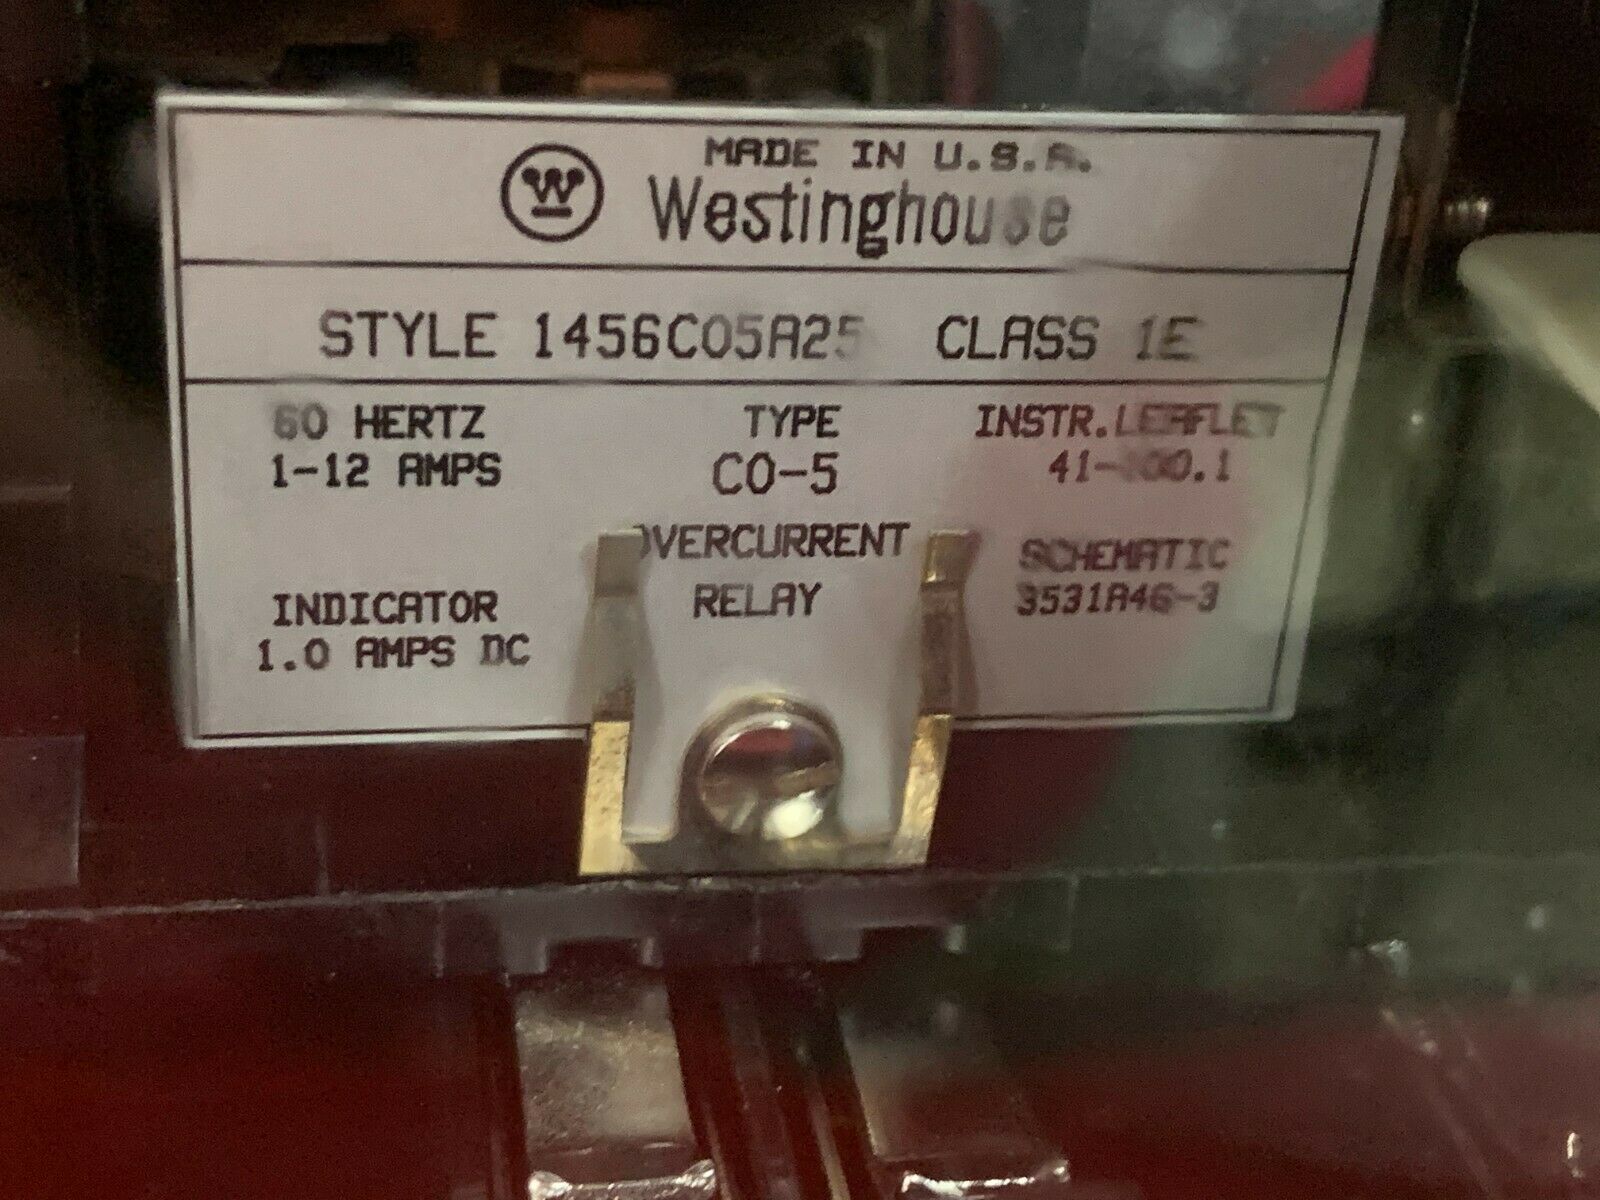 MADE IN U.S.A.
Westinghouse
STYLE 1456C05A25 CLASS 1E
60 HERTZ
1-12 AMPS
INDICATOR
1.0 AMPS DC
TYPE
CO-5
OVERCURRENT
RELAY
INSTR.LEAFLET
SCHEMATIC
3531A46-3